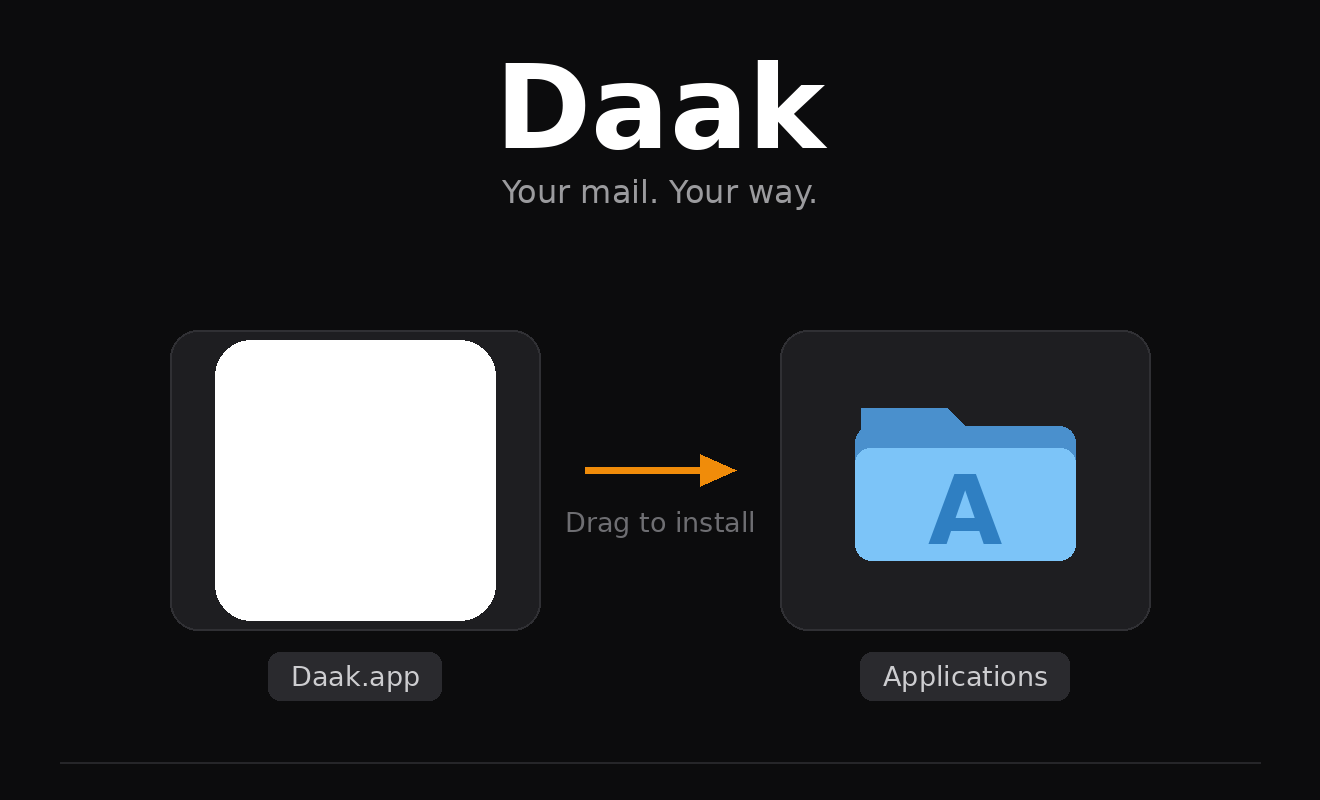 Daak
Your mail. Your way.
A
Drag to install
Daak.app
Applications